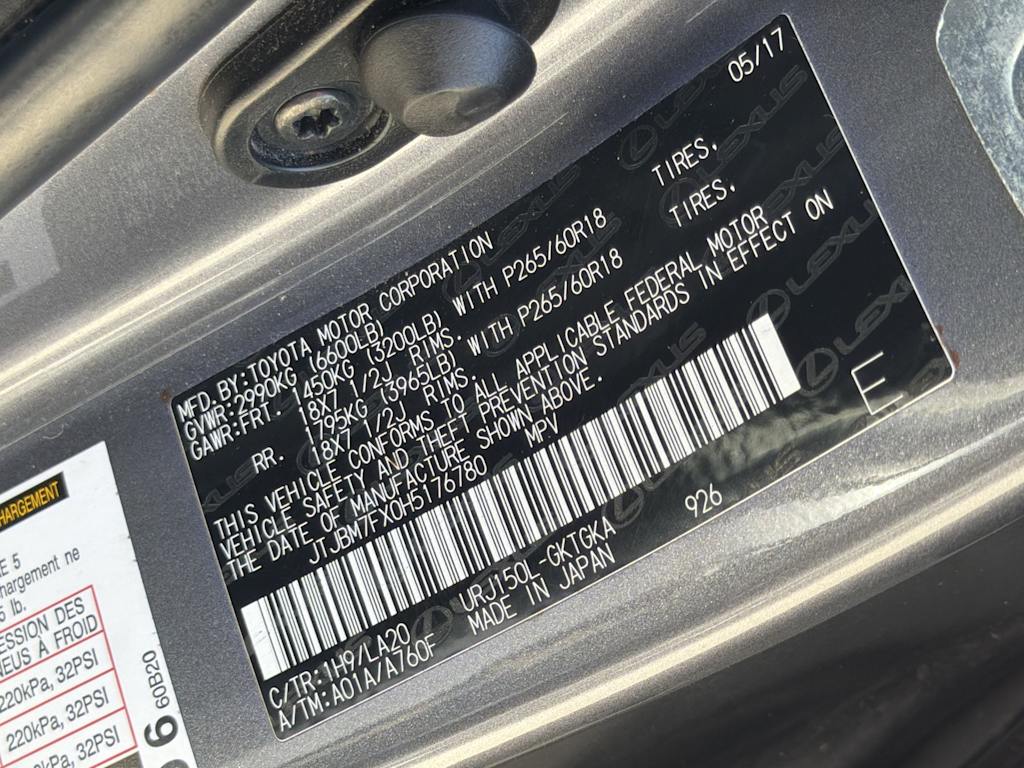 05/17
MFD. BY: TOYOTA MOTOR CORPORATION
GVWR: 2990KG (6600LB)
GAWR: FRT. 1450KG (3200LB) WITH P265/60R18 TIRES,
18X7 1/2J RIMS.
RR. 1795KG (3965LB) WITH P265/60R18 TIRES,
18X7 1/2J RIMS.
THIS VEHICLE CONFORMS TO ALL APPLICABLE FEDERAL MOTOR
VEHICLE SAFETY AND THEFT PREVENTION STANDARDS IN EFFECT ON
THE DATE OF MANUFACTURE SHOWN ABOVE.
JTJBM7FX0H5176780 MPV
E
C/TR: 1H9/LA20 URJ150L-GKTGKA 926
A/TM: A01A/A760F MADE IN JAPAN
LEXUS
HARGEMENT
E 5
hargement ne
5 lb.
ESSION DES
NEUS A FROID
220kPa, 32PSI
220kPa, 32PSI
220kPa, 32PSI
60B20